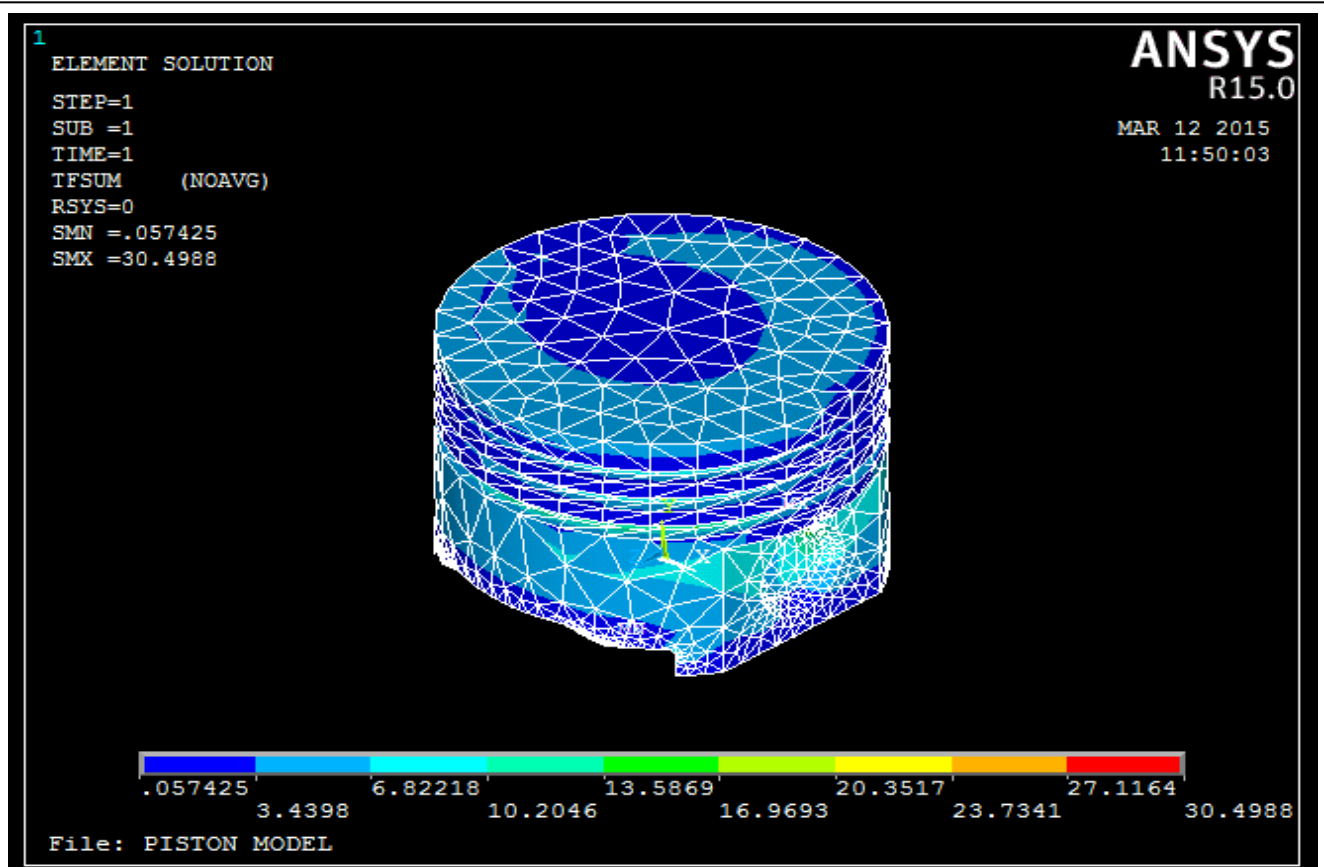 1
ELEMENT SOLUTION
STEP=1
SUB =1
TIME=1
TFSUM (NOAVG)
RSYS=0
SMN =.057425
SMX =30.4988
ANSYS
R15.0
MAR 12 2015
11:50:03
X
.057425 6.82218 13.5869 20.3517 27.1164
3.4398 10.2046 16.9693 23.7341 30.4988
File: PISTON MODEL